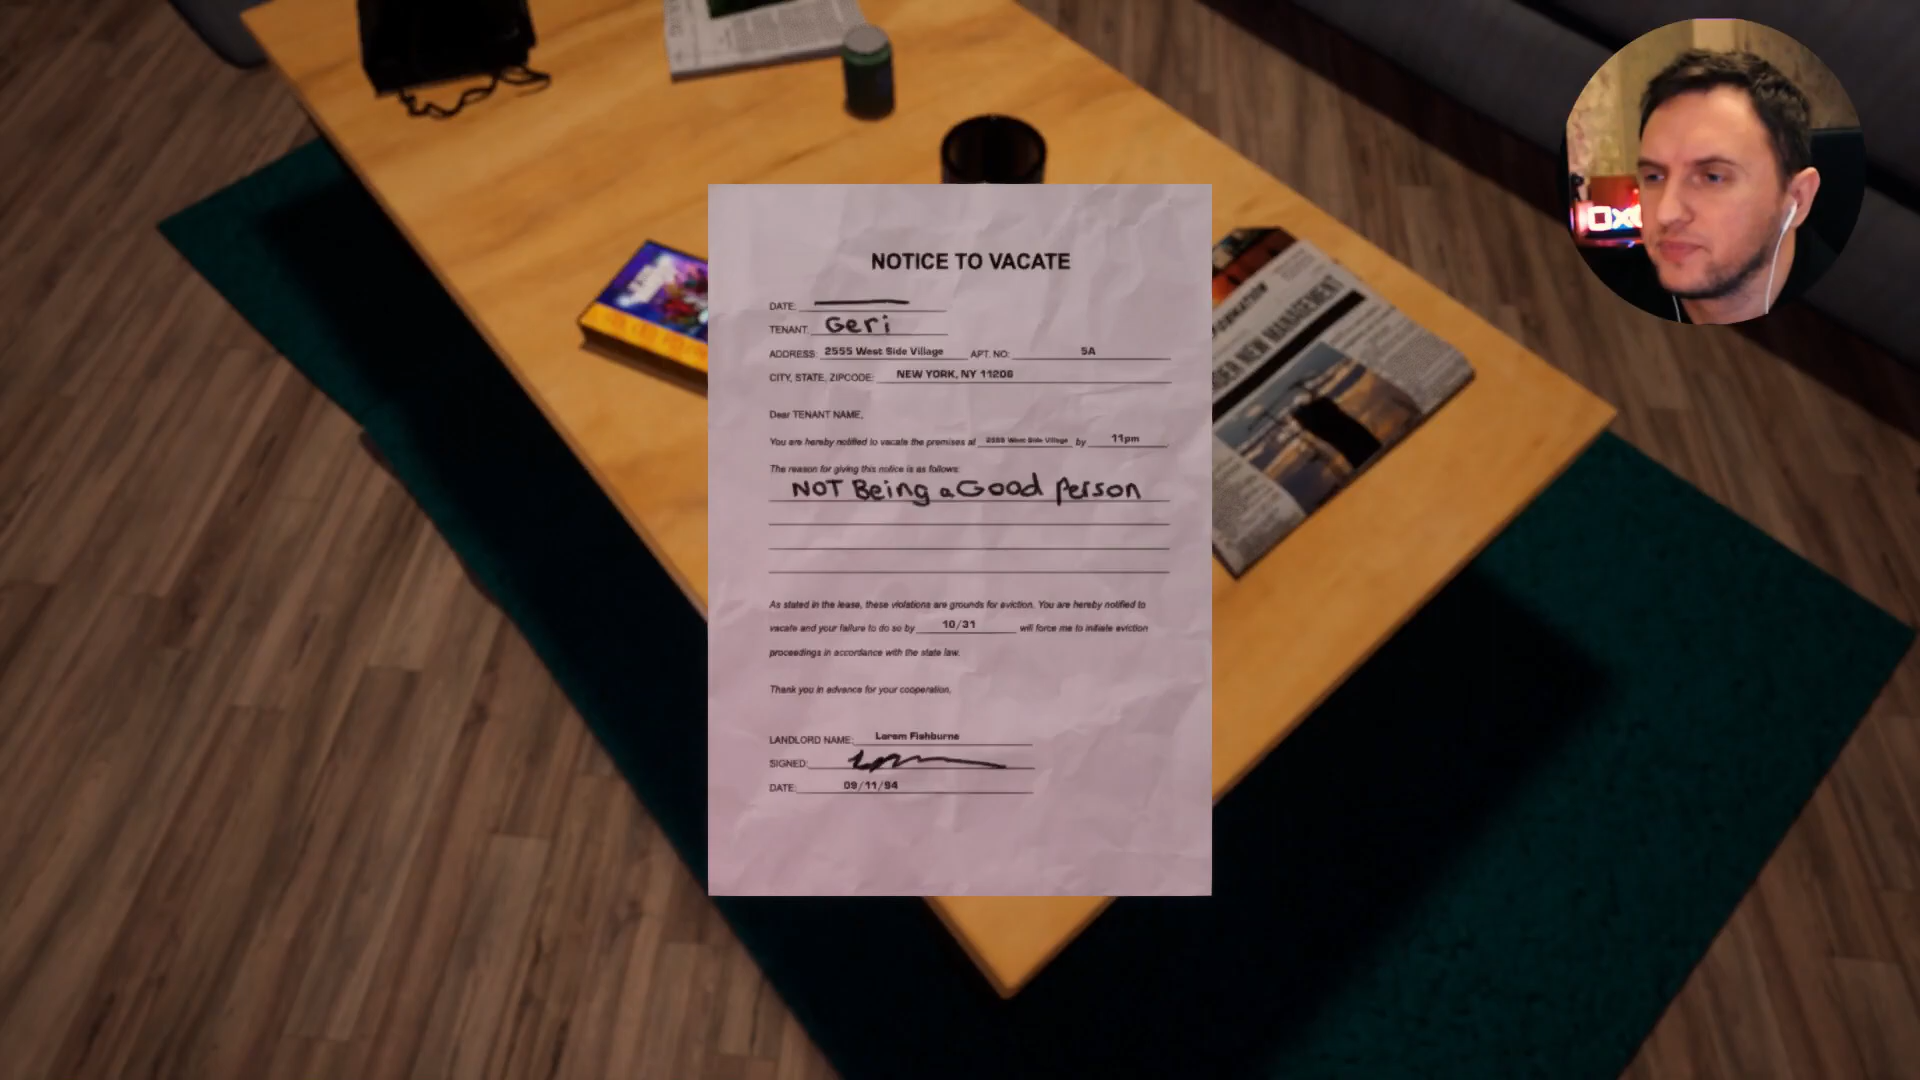 NOTICE TO VACATE
DATE:
TENANT: Geri
ADDRESS: 2555 West Side Village APT. NO: 5A
CITY, STATE, ZIPCODE: NEW YORK, NY 11206
Dear TENANT NAME,
You are hereby notified to vacate the premises at 2555 West Side Village by 11pm
The reason for giving this notice is as follows:
NOT Being a Good Person
As stated in the lease, these violations are grounds for eviction. You are hereby notified to
vacate and your failure to do so by 10/31 will force me to initiate eviction
proceedings in accordance with the state law.
Thank you in advance for your cooperation,
LANDLORD NAME: Lorem Fishburne
SIGNED:
DATE: 09/11/94
NEW MANAGEMENT